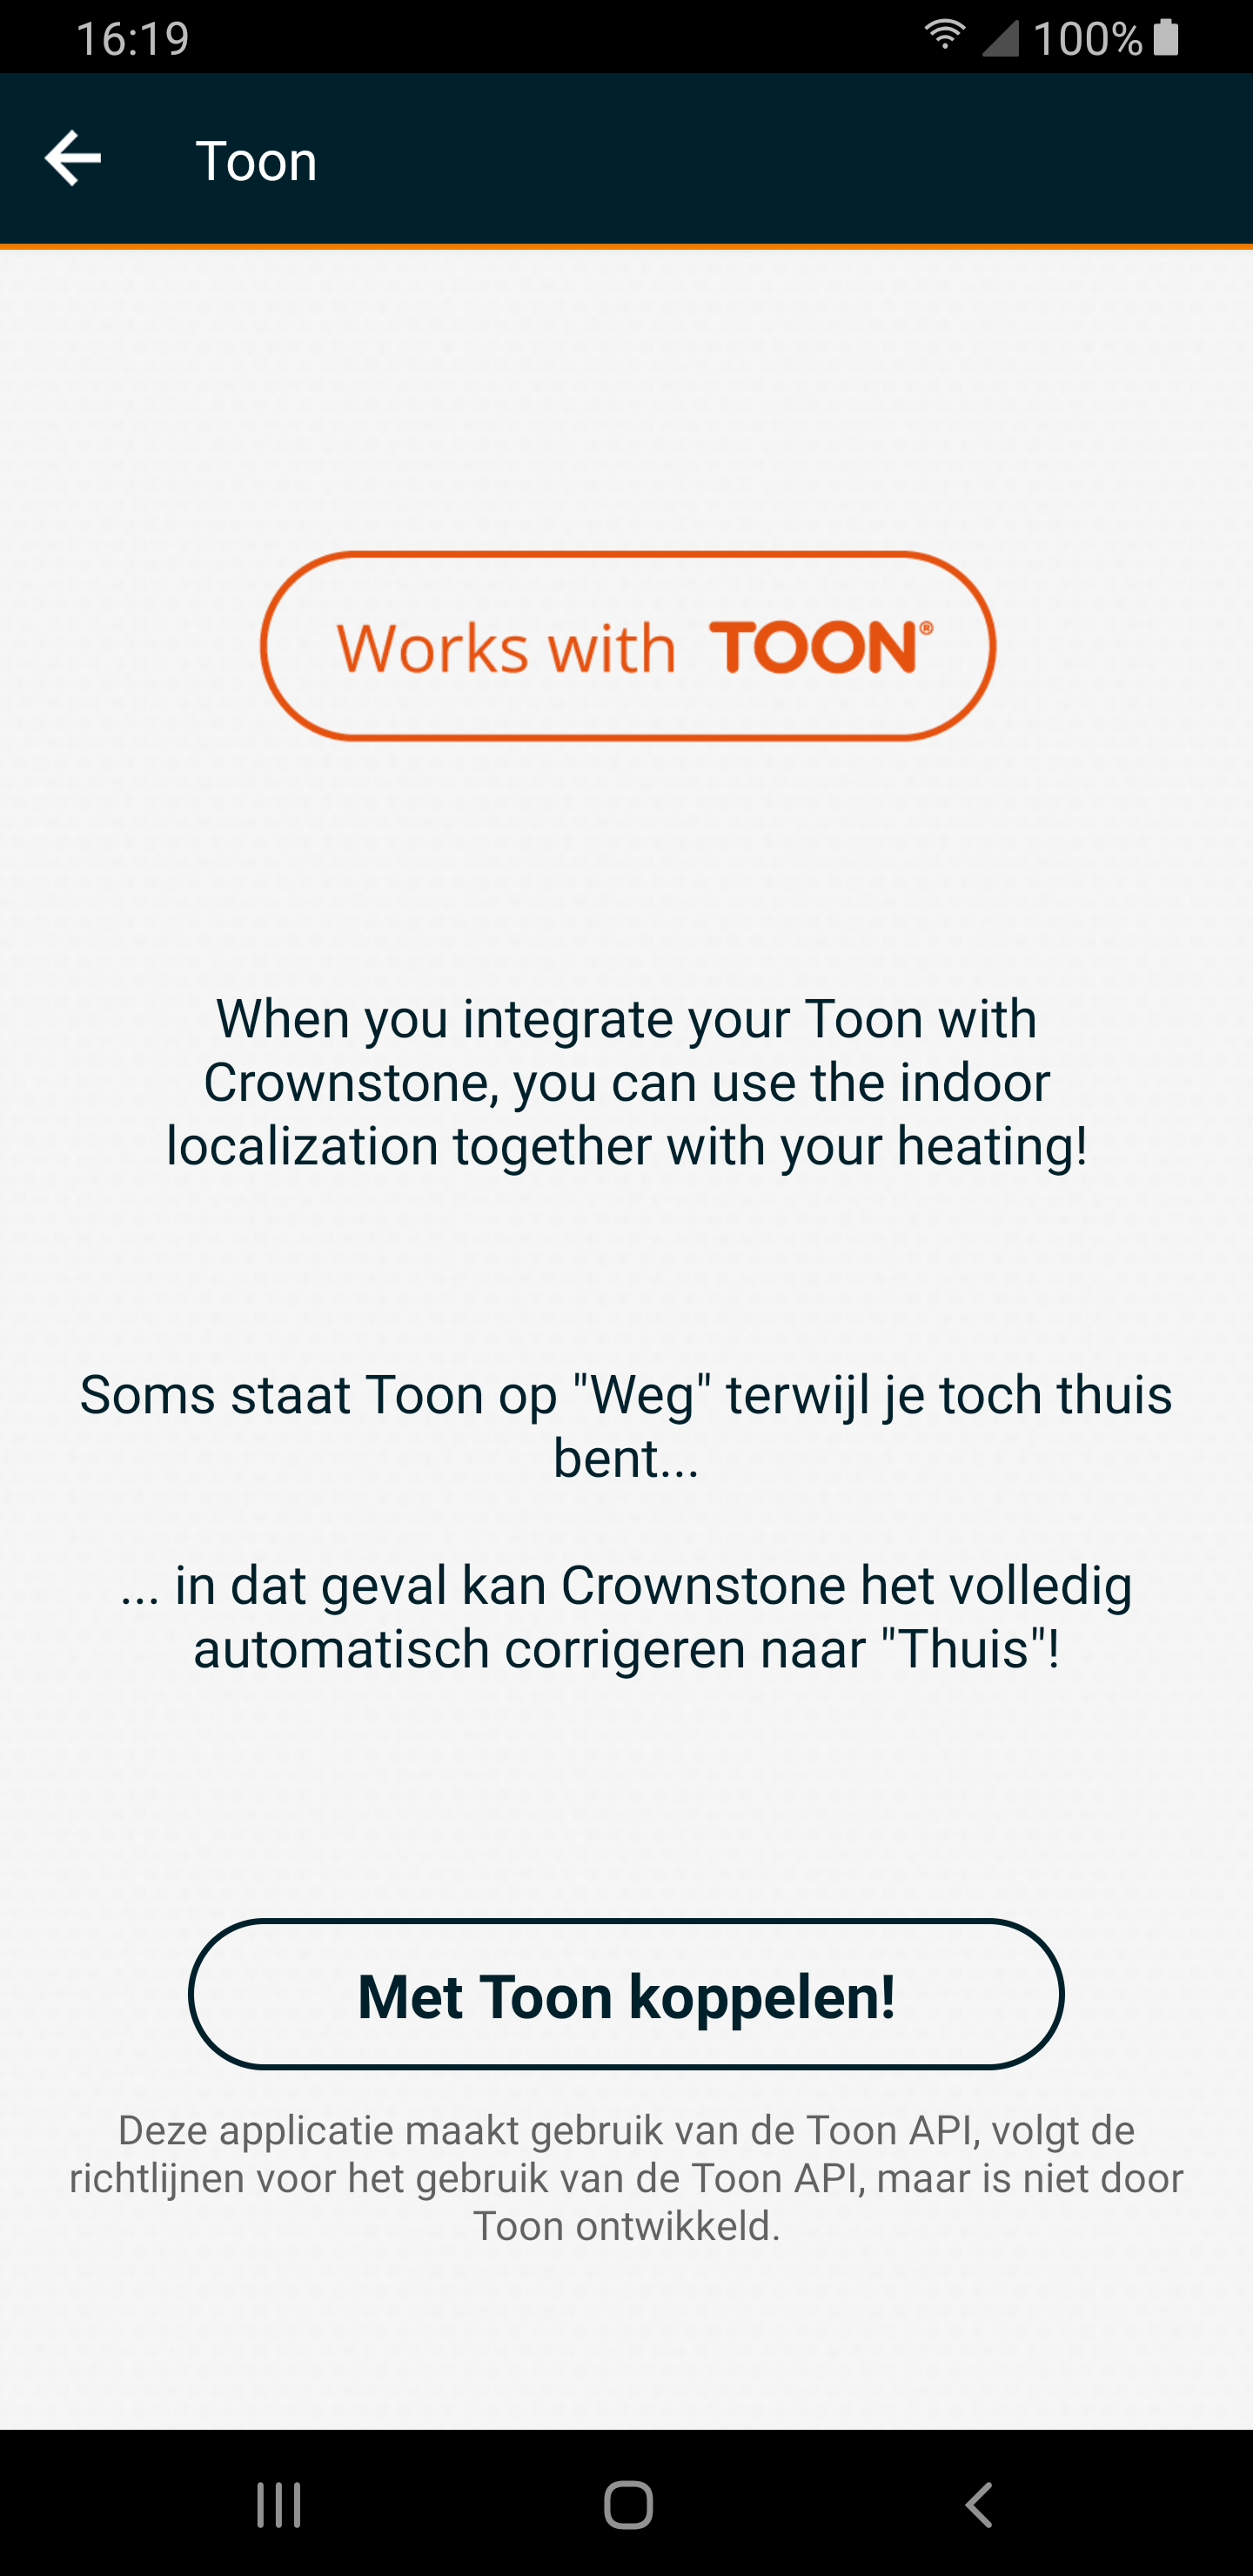 16:19
100%
Toon
Works with TOON®
When you integrate your Toon with
Crownstone, you can use the indoor
localization together with your heating!
Soms staat Toon op "Weg" terwijl je toch thuis
bent...
... in dat geval kan Crownstone het volledig
automatisch corrigeren naar "Thuis"!
Met Toon koppelen!
Deze applicatie maakt gebruik van de Toon API, volgt de
richtlijnen voor het gebruik van de Toon API, maar is niet door
Toon ontwikkeld.